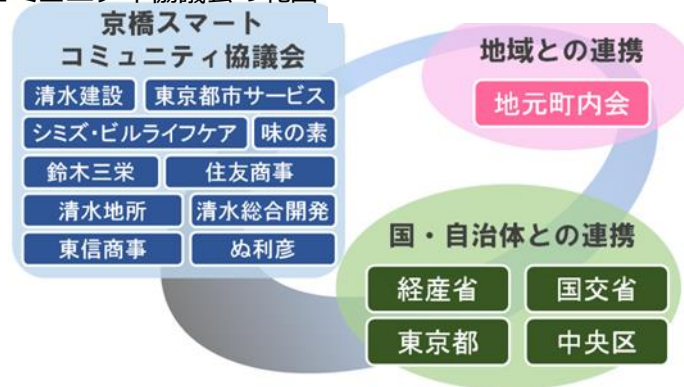 京橋スマート
コミュニティ協議会
清水建設 東京都市サービス
シミズ・ビルライフケア 味の素
鈴木三栄 住友商事
清水地所 清水総合開発
東信商事 ぬ利彦
地域との連携
地元町内会
国・自治体との連携
経産省 国交省
東京都 中央区